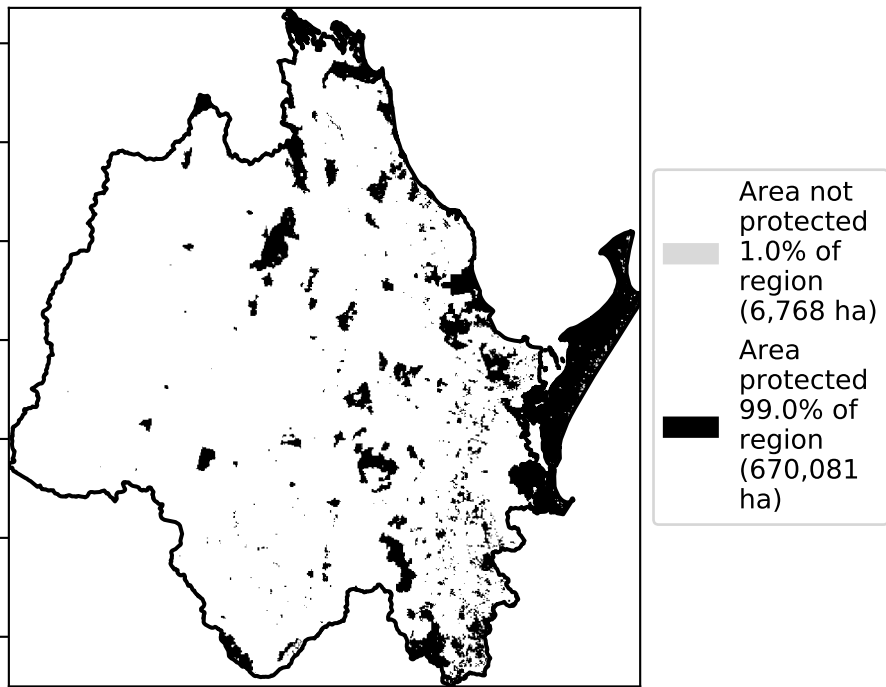 Area not
protected
1.0% of
region
(6,768 ha)
Area
protected
99.0% of
region
(670,081
ha)